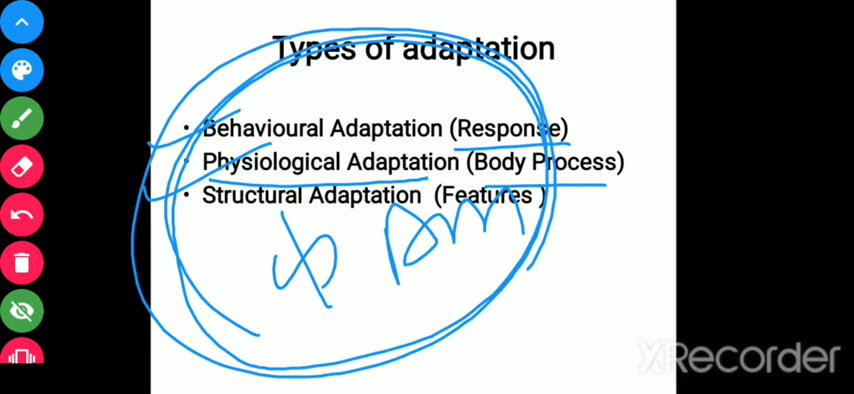 Types of adaptation
• Behavioural Adaptation (Response)
• Physiological Adaptation (Body Process)
• Structural Adaptation (Features )
XRecorder